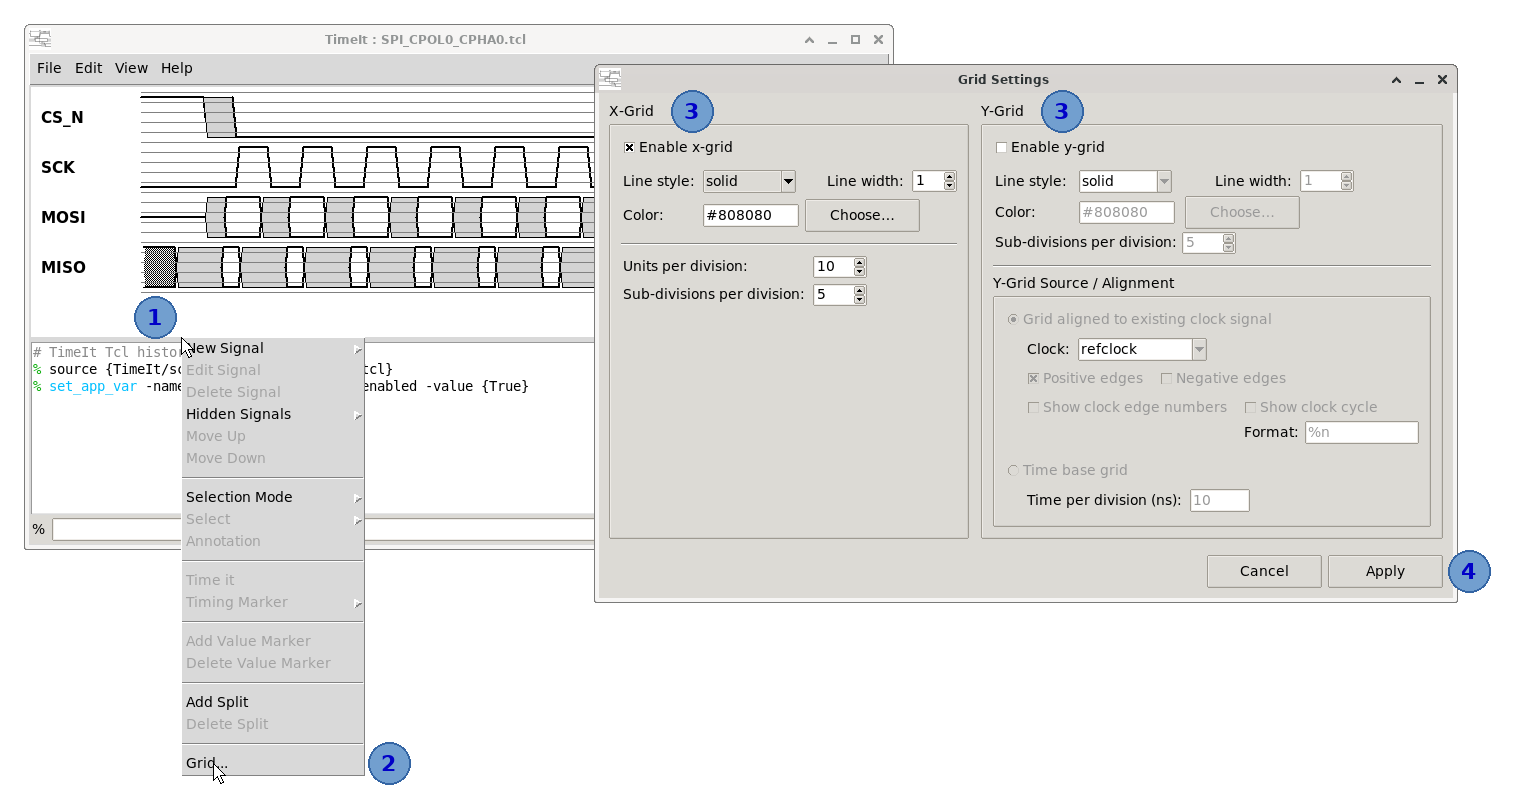 TimeIt : SPI_CPOL0_CPHA0.tcl
File Edit View Help
CS_N
SCK
MOSI
MISO
1
# TimeIt Tcl histor
% source {TimeIt/sc tcl}
% set_app_var -name enabled -value {True}
%
New Signal
Edit Signal
Delete Signal
Hidden Signals
Move Up
Move Down
Selection Mode
Select
Annotation
Time it
Timing Marker
Add Value Marker
Delete Value Marker
Add Split
Delete Split
Grid...
2
Grid Settings
X-Grid 3
Enable x-grid
Line style: solid Line width: 1
Color: #808080 Choose...
Units per division: 10
Sub-divisions per division: 5
Y-Grid 3
Enable y-grid
Line style: solid Line width: 1
Color: #808080 Choose...
Sub-divisions per division: 5
Y-Grid Source / Alignment
Grid aligned to existing clock signal
Clock: refclock
Positive edges Negative edges
Show clock edge numbers Show clock cycle
Format: %n
Time base grid
Time per division (ns): 10
Cancel Apply 4